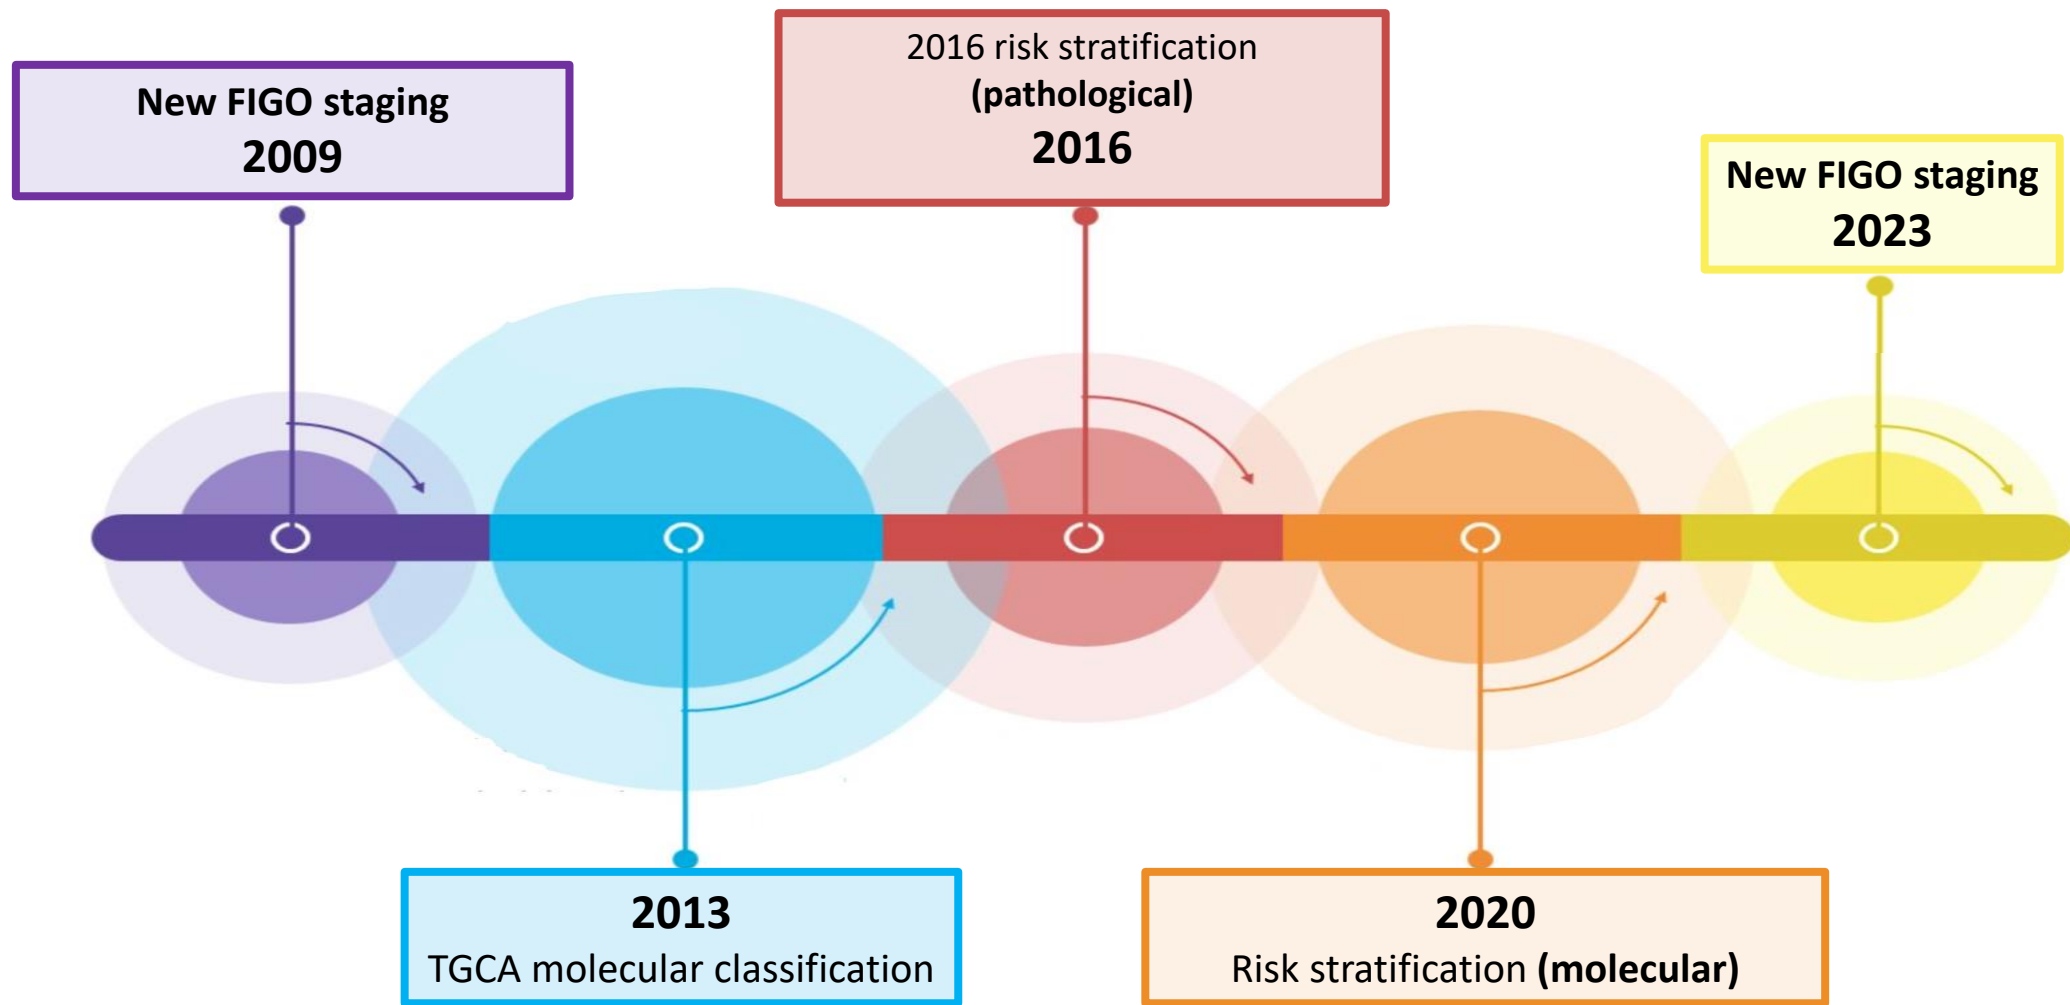 New FIGO staging
2009
2013
TGCA molecular classification
2016 risk stratification
(pathological)
2016
2020
Risk stratification (molecular)
New FIGO staging
2023